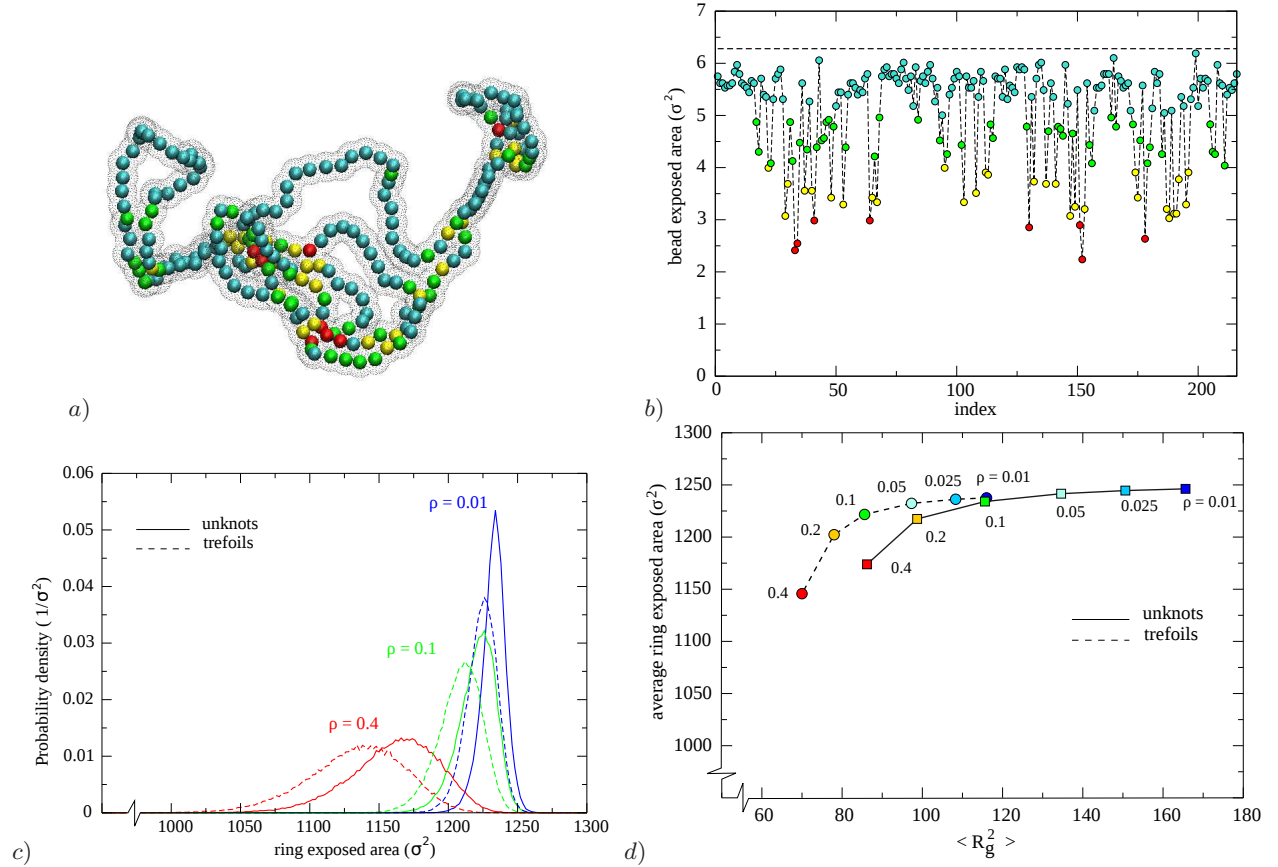 a)
7
6
5
4
3
2
1
0
bead exposed area (σ²)
0
50
100
150
200
index
b)
0.06
0.05
0.04
0.03
0.02
0.01
0
Probability density ( 1/σ²)
unknots
trefoils
ρ = 0.01
ρ = 0.1
ρ = 0.4
1000
1050
1100
1150
1200
1250
1300
ring exposed area (σ²)
c)
1300
1250
1200
1150
1100
1050
1000
average ring exposed area (σ²)
0.4
0.2
0.1
0.05
0.025
ρ = 0.01
0.4
0.2
0.1
0.05
0.025
ρ = 0.01
unknots
trefoils
60
80
100
120
140
160
180
< R_g² >
d)